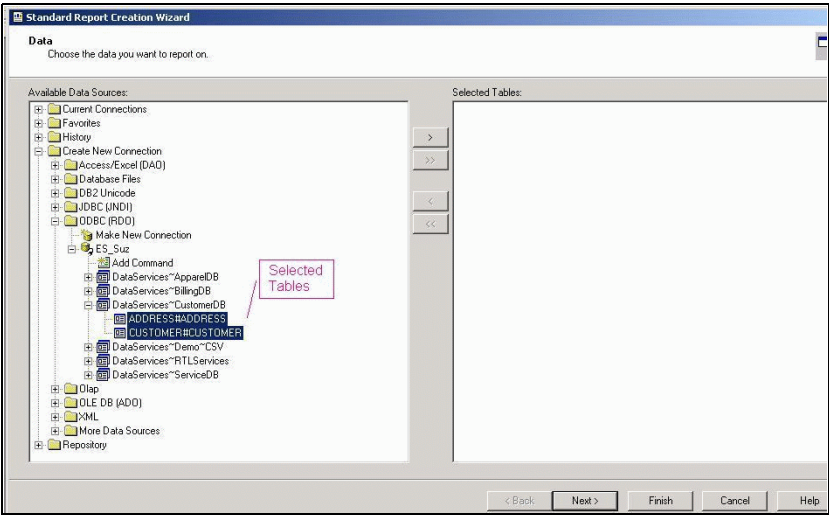 Standard Report Creation Wizard
Data
Choose the data you want to report on.
Available Data Sources:
Selected Tables:
Current Connections
Favorites
History
Create New Connection
Access/Excel (DAO)
Database Files
DB2 Unicode
JDBC (JNDI)
ODBC (RDO)
Make New Connection
ES_Suz
Add Command
DataServices~ApparelDB
DataServices~BillingDB
DataServices~CustomerDB
ADDRESS#ADDRESS
CUSTOMER#CUSTOMER
DataServices~Demo~CSV
DataServices~RTLServices
DataServices~ServiceDB
Olap
OLE DB (ADO)
XML
More Data Sources
Repository
Selected
Tables
>
>>
<
<<
< Back
Next >
Finish
Cancel
Help